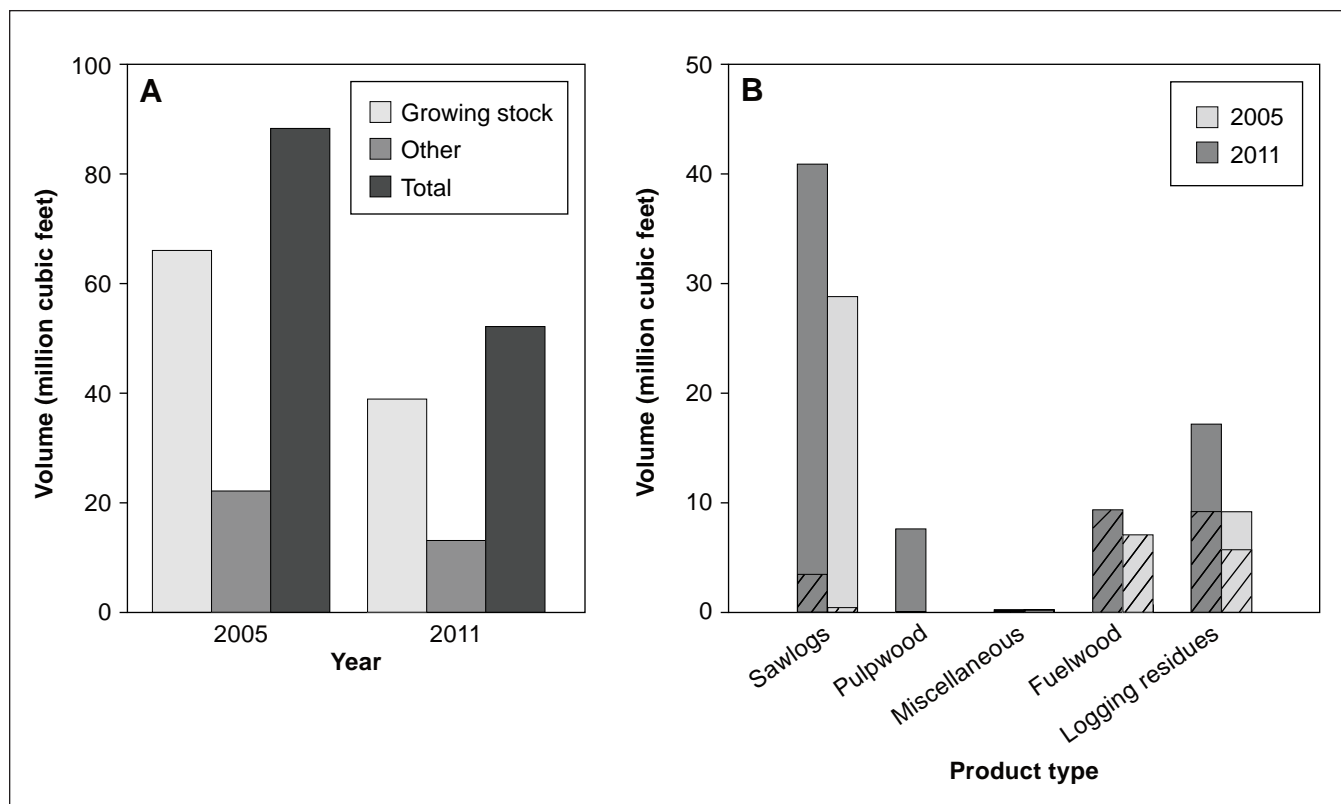 A
Growing stock
Other
Total
Volume (million cubic feet)
100
80
60
40
20
0
2005
2011
Year
B
2005
2011
Volume (million cubic feet)
50
40
30
20
10
0
Sawlogs
Pulpwood
Miscellaneous
Fuelwood
Logging residues
Product type